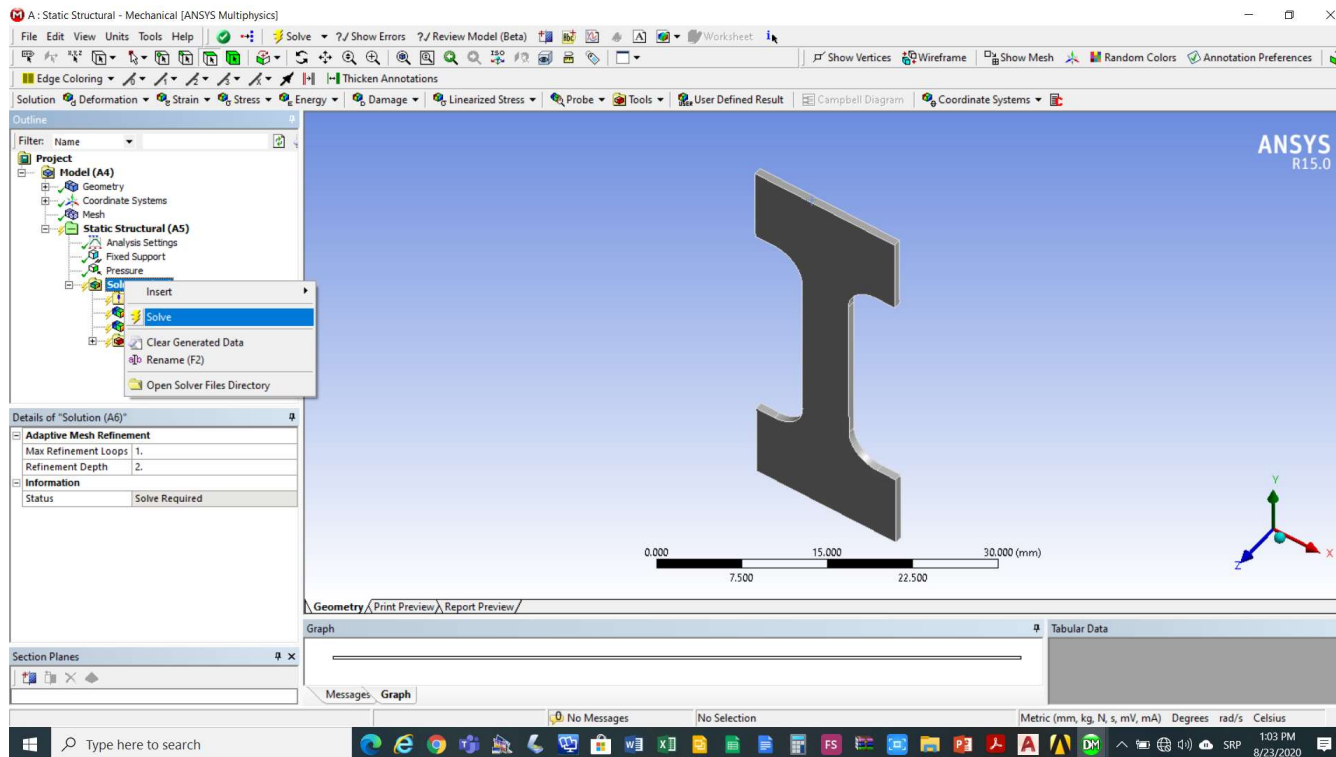 A : Static Structural - Mechanical [ANSYS Multiphysics]
File Edit View Units Tools Help Solve ?/ Show Errors ?/ Review Model (Beta) A Worksheet
Show Vertices Wireframe Show Mesh Random Colors Annotation Preferences
Edge Coloring Thicken Annotations
Solution Deformation Strain Stress Energy Damage Linearized Stress Probe Tools User Defined Result Campbell Diagram Coordinate Systems
Outline
Filter: Name
Project
Model (A4)
Geometry
Coordinate Systems
Mesh
Static Structural (A5)
Analysis Settings
Fixed Support
Pressure
Insert
Solve
Clear Generated Data
Rename (F2)
Open Solver Files Directory
ANSYS
R15.0
Details of "Solution (A6)"
Adaptive Mesh Refinement
Max Refinement Loops 1.
Refinement Depth 2.
Information
Status Solve Required
Y
X
Z
0.000 15.000 30.000 (mm)
7.500 22.500
Geometry Print Preview Report Preview
Graph
Tabular Data
Section Planes
Messages Graph
0 No Messages No Selection Metric (mm, kg, N, s, mV, mA) Degrees rad/s Celsius
Type here to search
FS
DM
SRP
1:03 PM
8/23/2020